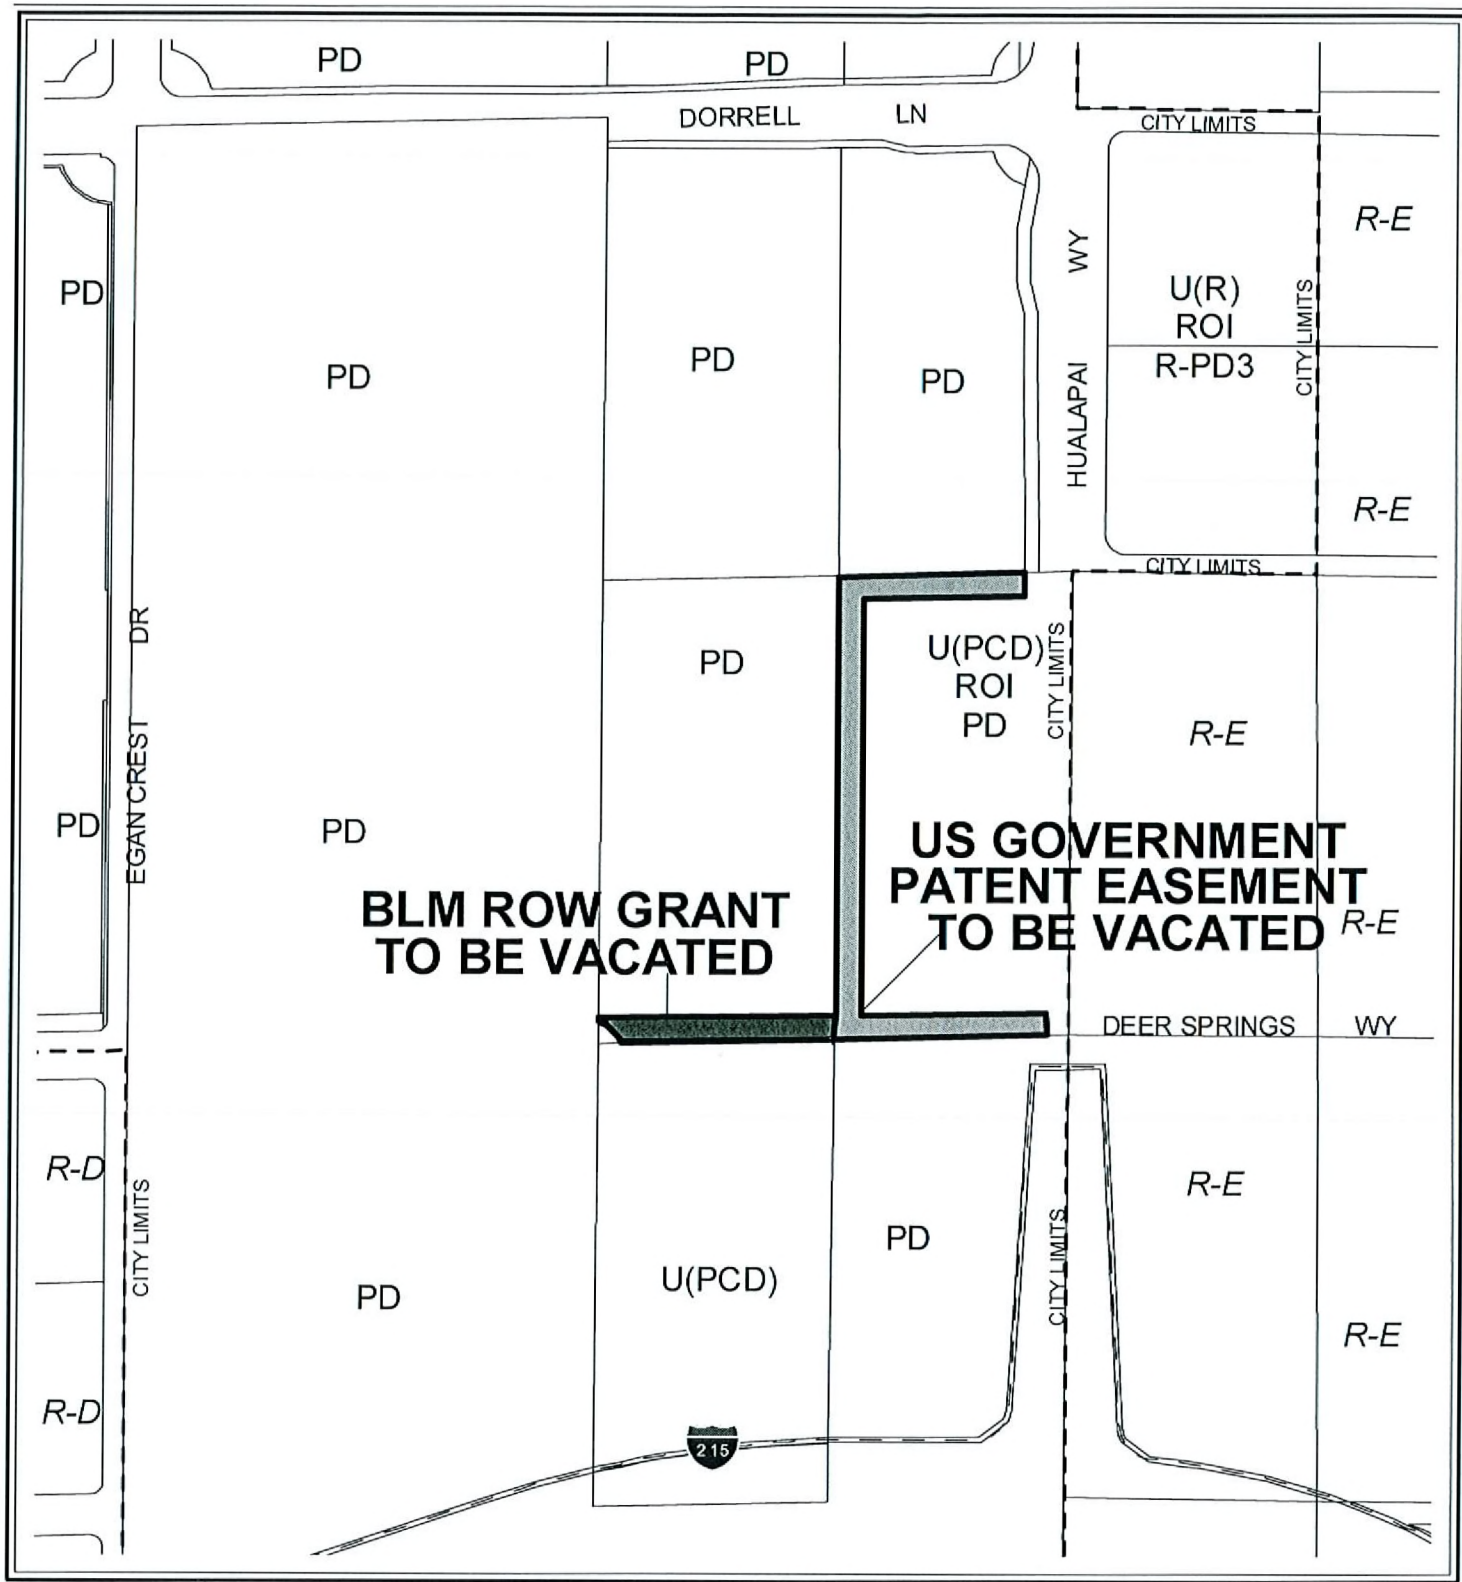 PD
PD
DORRELL LN
CITY LIMITS
R-E
WY
PD
U(R)
ROI
R-PD3
CITY LIMITS
PD
PD
PD
HUALAPAI
R-E
CITY LIMITS
DR
U(PCD)
ROI
PD
CITY LIMITS
PD
R-E
EGAN CREST
PD
PD
US GOVERNMENT
PATENT EASEMENT
TO BE VACATED
BLM ROW GRANT
TO BE VACATED
R-E
DEER SPRINGS WY
R-D
CITY LIMITS
R-E
PD
CITY LIMITS
U(PCD)
PD
R-E
R-D
215